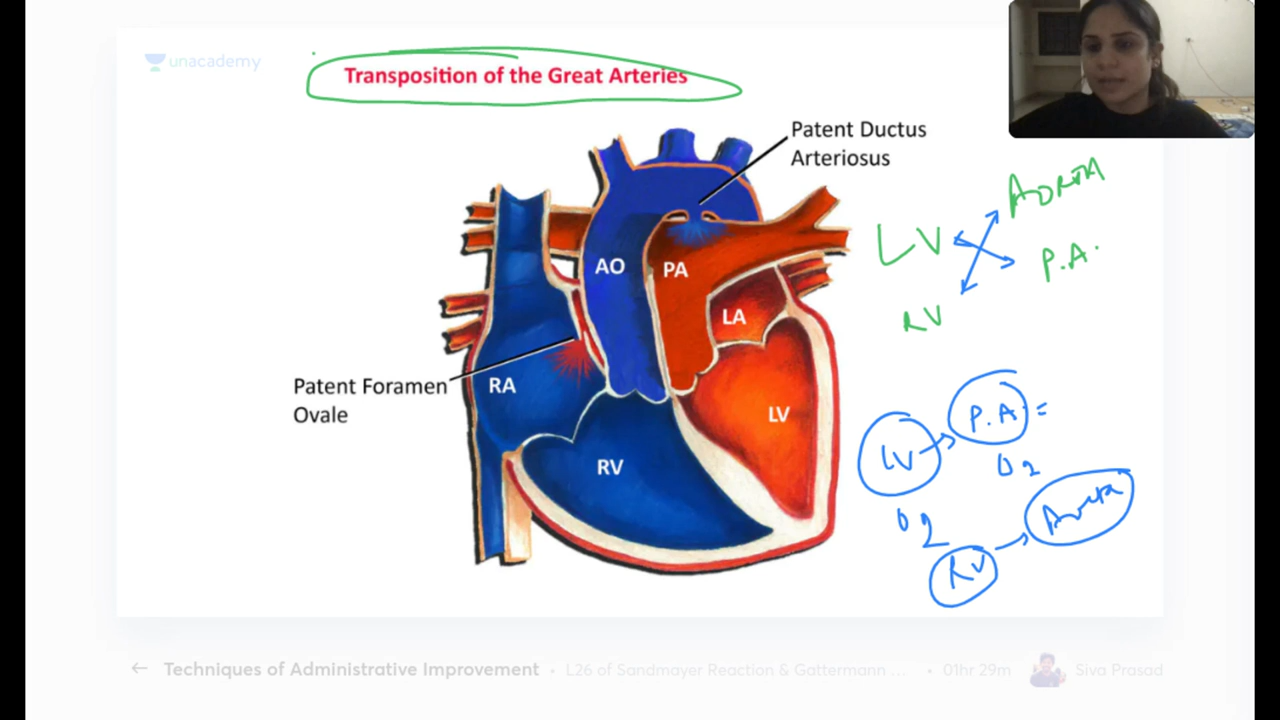 unacademy
Transposition of the Great Arteries
Patent Ductus
Arteriosus
AORTA
LV
P.A.
RV
AO
PA
LA
Patent Foramen
Ovale
RA
LV
RV
LV → P.A. =
O2
O2
RV → Aorta
← Techniques of Administrative Improvement • L26 of Sandmayer Reaction & Gattermann ... • 01hr 29m Siva Prasad